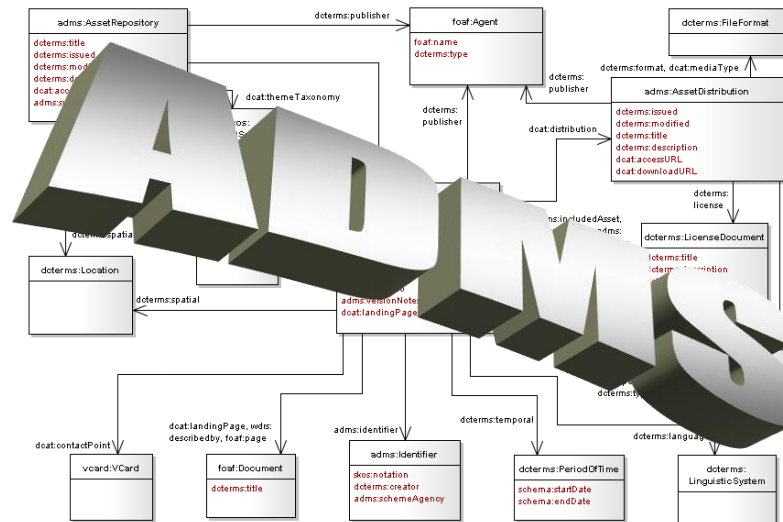 adms:AssetRepository
dcterms:title
dcterms:issued
dcterms:publisher
foaf:Agent
foaf:name
dcterms:type
dcterms:FileFormat
dcterms:format, dcat:mediaType
dcterms:
publisher
adms:AssetDistribution
dcterms:issued
dcterms:modified
dcterms:title
dcterms:description
dcat:accessURL
dcat:downloadURL
dcat:themeTaxonomy
dcterms:
publisher
dcat:distribution
dcterms:
license
ADMS
dcterms:LicenseDocument
dcterms:title
dcterms:Location
dcterms:spatial
adms:versionNotes
dcat:landingPage
dcat:contactPoint
vcard:VCard
dcat:landingPage, wdrs:
describedby, foaf:page
foaf:Document
dcterms:title
adms:identifier
adms:Identifier
skos:notation
dcterms:creator
adms:schemeAgency
dcterms:temporal
dcterms:PeriodOfTime
schema:startDate
schema:endDate
dcterms:
LinguisticSystem